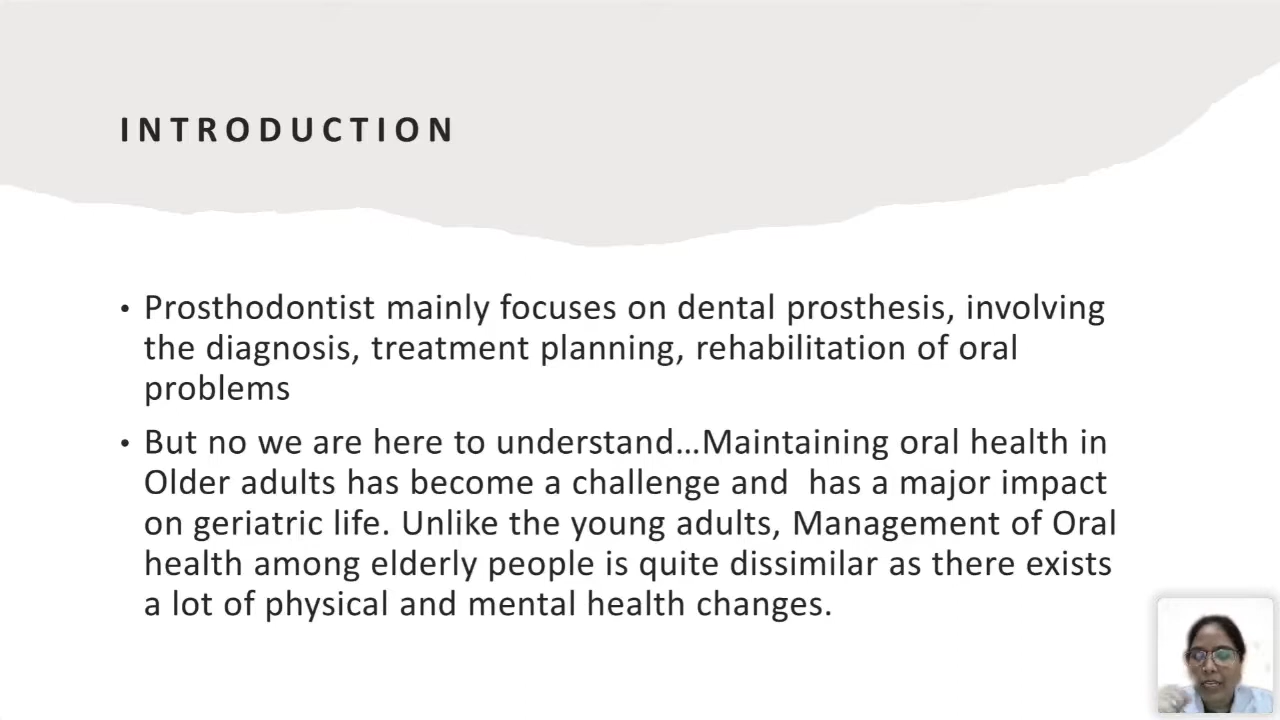 INTRODUCTION
• Prosthodontist mainly focuses on dental prosthesis, involving
the diagnosis, treatment planning, rehabilitation of oral
problems
• But no we are here to understand...Maintaining oral health in
Older adults has become a challenge and  has a major impact
on geriatric life. Unlike the young adults, Management of Oral
health among elderly people is quite dissimilar as there exists
a lot of physical and mental health changes.